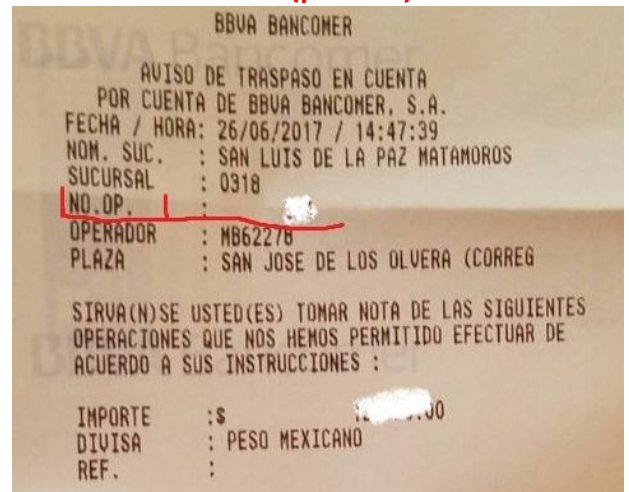 BBVA BANCOMER
AVISO DE TRASPASO EN CUENTA
POR CUENTA DE BBVA BANCOMER, S.A.
FECHA / HORA: 26/06/2017 / 14:47:39
NOM. SUC. : SAN LUIS DE LA PAZ MATAMOROS
SUCURSAL : 0318
NO.OP. :
OPERADOR : MB6227B
PLAZA : SAN JOSE DE LOS OLVERA (CORREG
SIRVA(N)SE USTED(ES) TOMAR NOTA DE LAS SIGUIENTES
OPERACIONES QUE NOS HEMOS PERMITIDO EFECTUAR DE
ACUERDO A SUS INSTRUCCIONES :
IMPORTE :$
DIVISA : PESO MEXICANO
REF. :